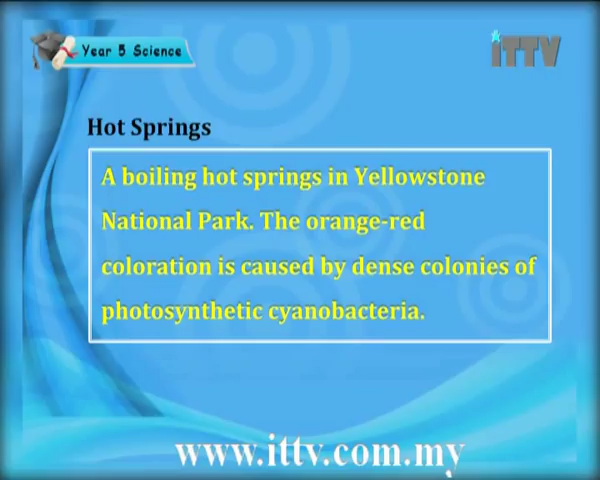 Year 5 Science
iTTV
Hot Springs
A boiling hot springs in Yellowstone
National Park. The orange-red
coloration is caused by dense colonies of
photosynthetic cyanobacteria.
www.ittv.com.my